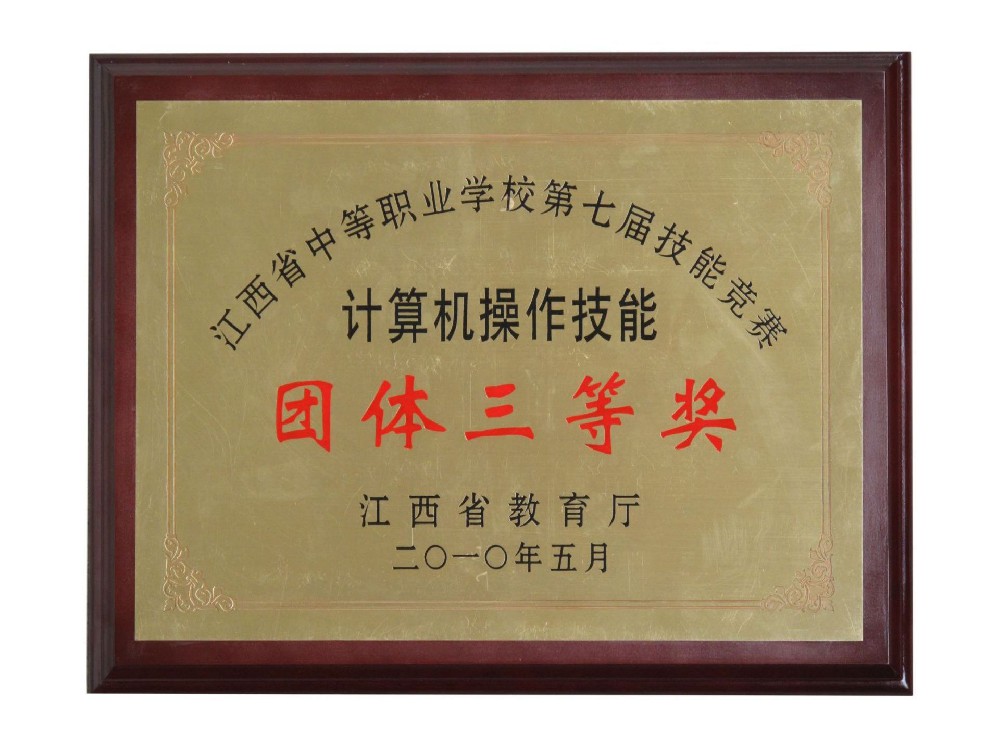 江西省中等职业学校第七届技能竞赛
计算机操作技能
团体三等奖
江西省教育厅
二〇一〇年五月